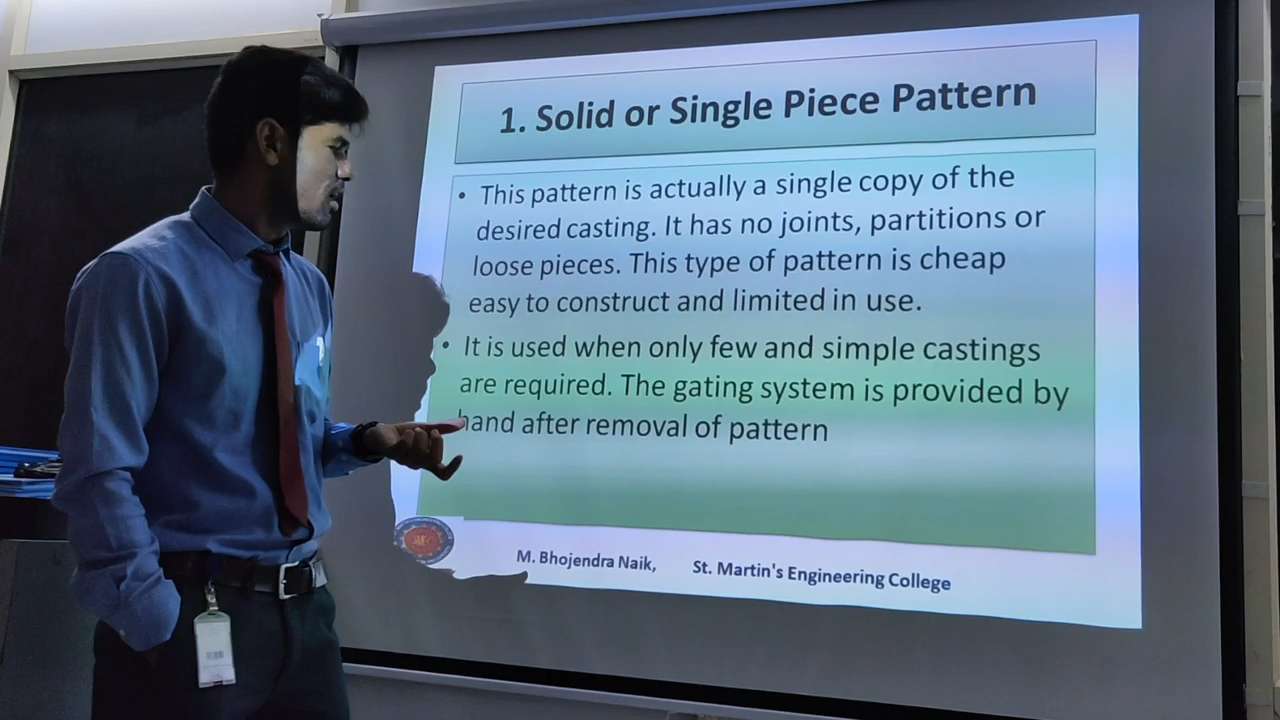 1. Solid or Single Piece Pattern
• This pattern is actually a single copy of the
desired casting. It has no joints, partitions or
loose pieces. This type of pattern is cheap
easy to construct and limited in use.
• It is used when only few and simple castings
are required. The gating system is provided by
hand after removal of pattern
M. Bhojendra Naik, St. Martin's Engineering College